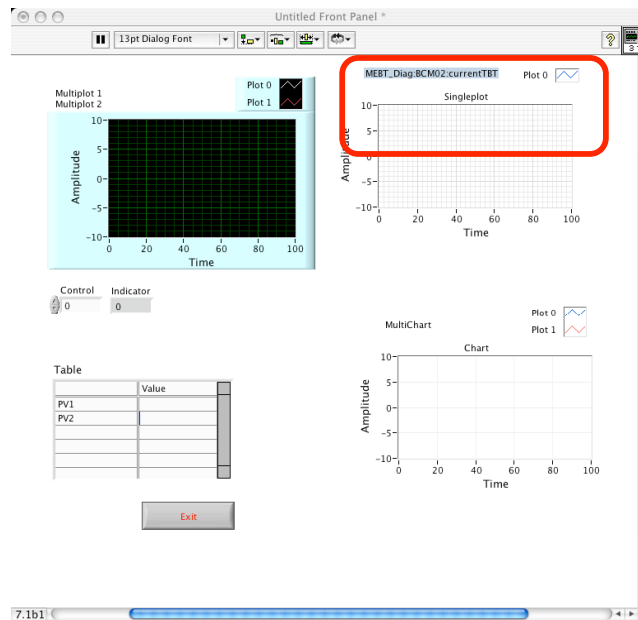 Untitled Front Panel *
13pt Dialog Font
?
3
Multiplot 1
Multiplot 2
Plot 0
Plot 1
Amplitude
10
5
0
-5
-10
0 20 40 60 80 100
Time
MEBT_Diag:BCM02:currentTBT
Plot 0
Singleplot
Amplitude
10
5
0
-5
-10
0 20 40 60 80 100
Time
Control Indicator
0 0
MultiChart
Plot 0
Plot 1
Chart
Amplitude
10
5
0
-5
-10
0 20 40 60 80 100
Time
Table
Value
PV1
PV2
Exit
7.1b1